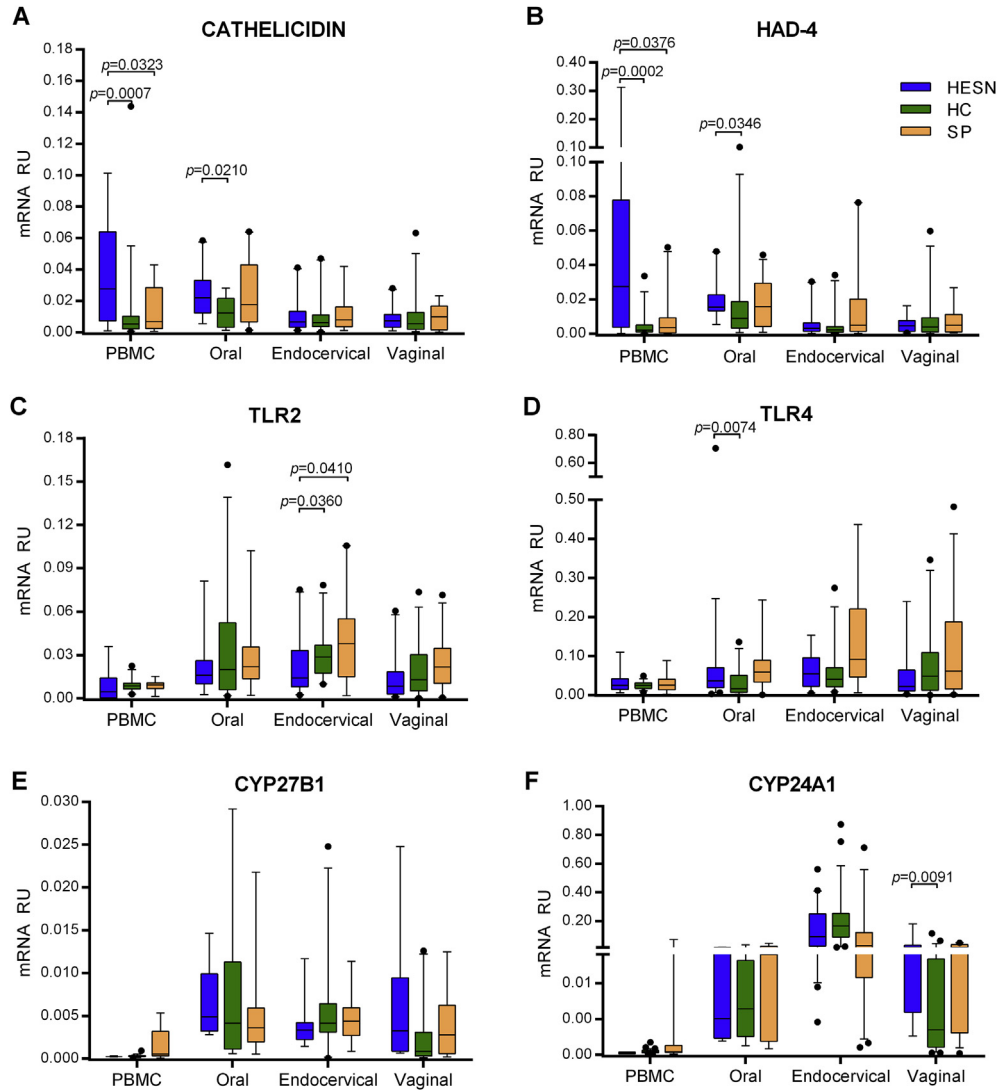 A
CATHELICIDIN
mRNA RU
0.18
0.16
0.14
0.12
0.10
0.08
0.06
0.04
0.02
0.00
p=0.0323
p=0.0007
p=0.0210
PBMC Oral Endocervical Vaginal
B
HAD-4
mRNA RU
0.40
0.30
0.20
0.10
0.10
0.08
0.06
0.04
0.02
0.00
p=0.0376
p=0.0002
p=0.0346
PBMC Oral Endocervical Vaginal
HESN
HC
SP
C
TLR2
mRNA RU
0.18
0.15
0.12
0.09
0.06
0.03
0.00
p=0.0410
p=0.0360
PBMC Oral Endocervical Vaginal
D
TLR4
mRNA RU
0.80
0.60
0.50
0.40
0.30
0.20
0.10
0.00
p=0.0074
PBMC Oral Endocervical Vaginal
E
CYP27B1
mRNA RU
0.030
0.025
0.020
0.015
0.010
0.005
0.000
PBMC Oral Endocervical Vaginal
F
CYP24A1
mRNA RU
1.00
0.80
0.60
0.40
0.20
0.01
0.00
0.00
p=0.0091
PBMC Oral Endocervical Vaginal